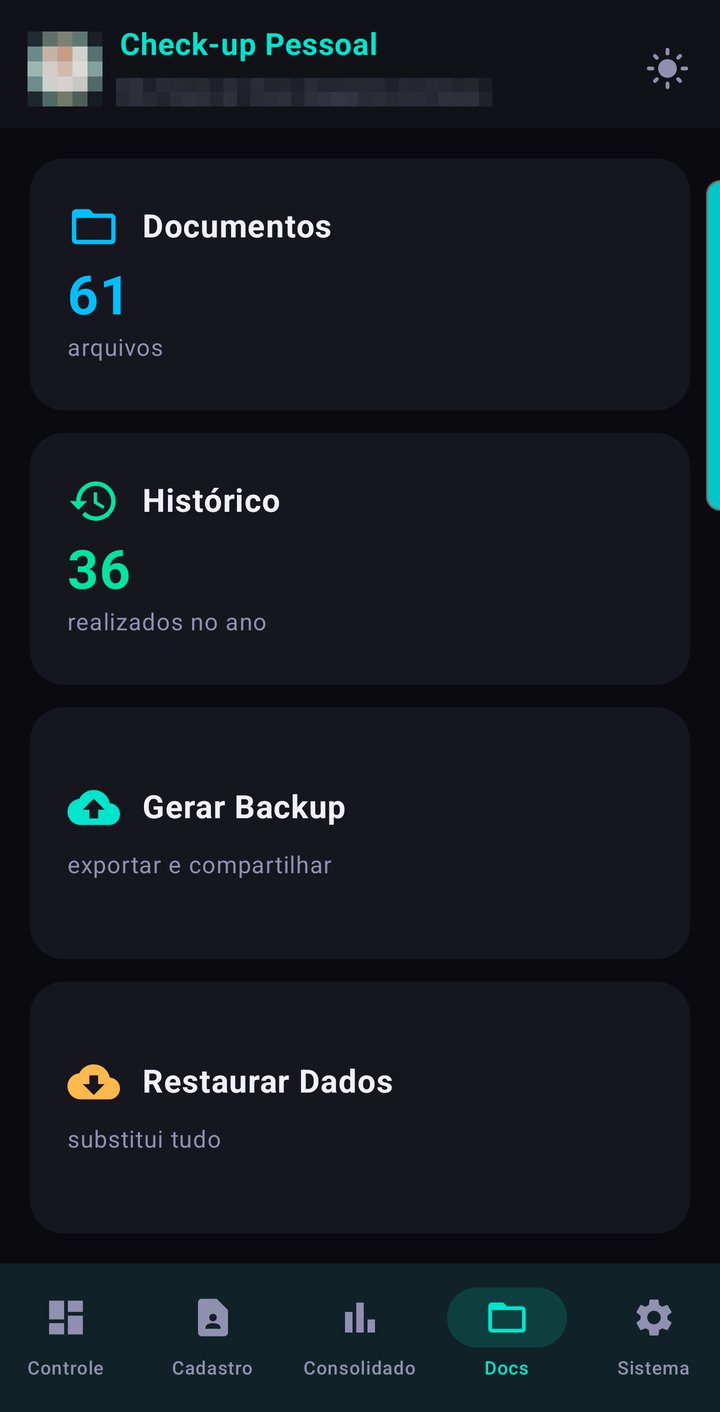 Check-up Pessoal
Documentos
61
arquivos
Histórico
36
realizados no ano
Gerar Backup
exportar e compartilhar
Restaurar Dados
substitui tudo
Controle
Cadastro
Consolidado
Docs
Sistema